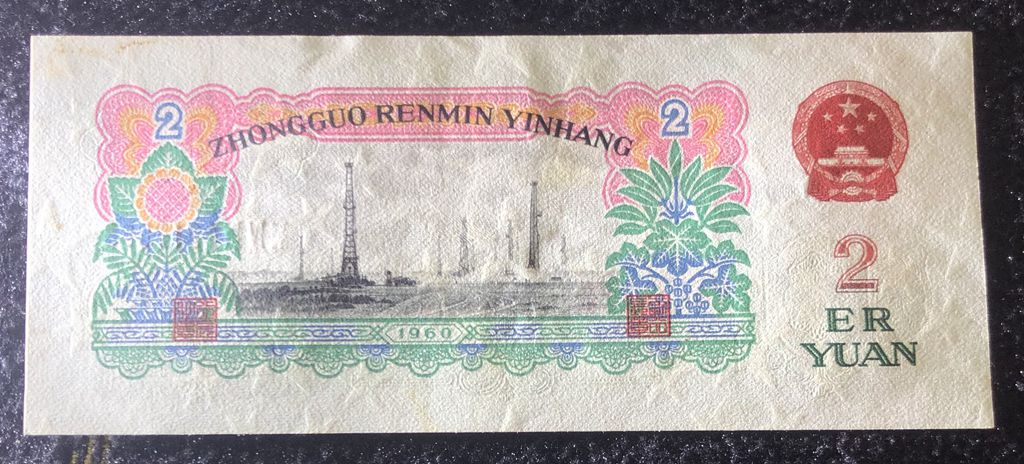 2
2
ZHONGGUO RENMIN YINHANG
2
ER
YUAN
1960